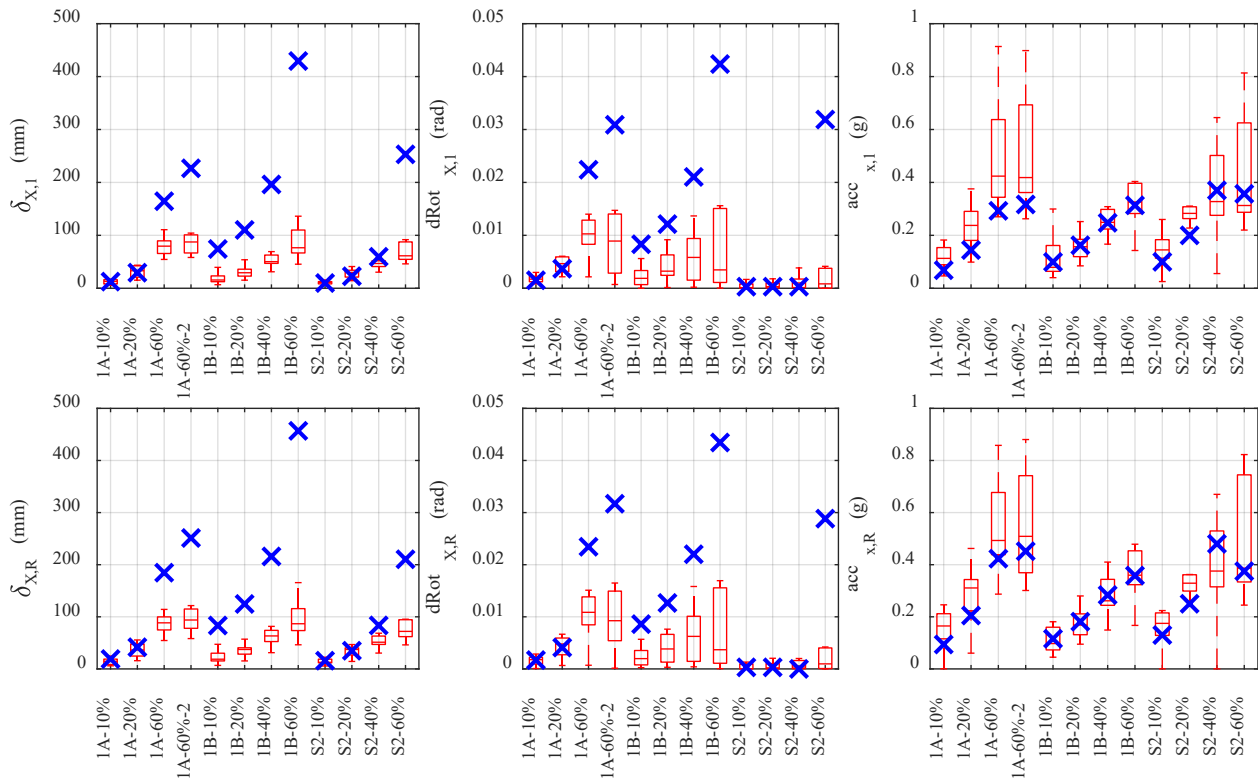 δX,1 (mm)
500
400
300
200
100
0
1A-10%
1A-20%
1A-60%
1A-60%-2
1B-10%
1B-20%
1B-40%
1B-60%
S2-10%
S2-20%
S2-40%
S2-60%
dRot x,1 (rad)
0.05
0.04
0.03
0.02
0.01
0
1A-10%
1A-20%
1A-60%
1A-60%-2
1B-10%
1B-20%
1B-40%
1B-60%
S2-10%
S2-20%
S2-40%
S2-60%
acc x,1 (g)
1
0.8
0.6
0.4
0.2
0
1A-10%
1A-20%
1A-60%
1A-60%-2
1B-10%
1B-20%
1B-40%
1B-60%
S2-10%
S2-20%
S2-40%
S2-60%
δX,R (mm)
500
400
300
200
100
0
1A-10%
1A-20%
1A-60%
1A-60%-2
1B-10%
1B-20%
1B-40%
1B-60%
S2-10%
S2-20%
S2-40%
S2-60%
dRot x,R (rad)
0.05
0.04
0.03
0.02
0.01
0
1A-10%
1A-20%
1A-60%
1A-60%-2
1B-10%
1B-20%
1B-40%
1B-60%
S2-10%
S2-20%
S2-40%
S2-60%
acc x,R (g)
1
0.8
0.6
0.4
0.2
0
1A-10%
1A-20%
1A-60%
1A-60%-2
1B-10%
1B-20%
1B-40%
1B-60%
S2-10%
S2-20%
S2-40%
S2-60%